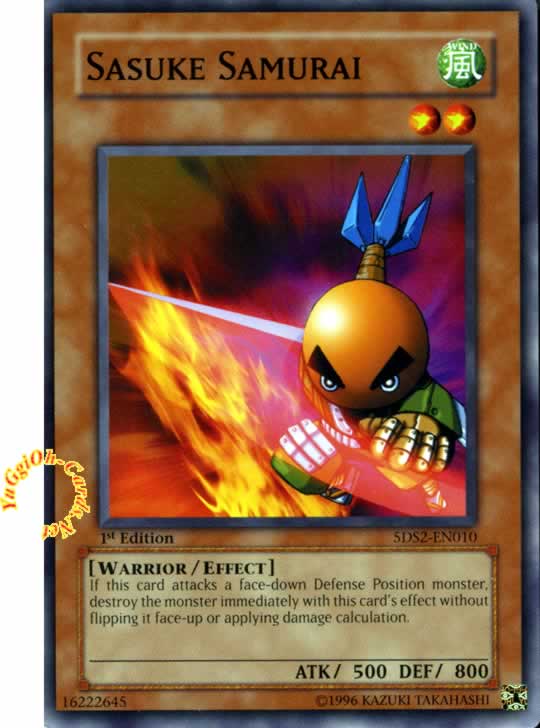 SASUKE SAMURAI
WIND
風
YuGgiOh-Cards.Net
1st Edition
5DS2-EN010
[WARRIOR / EFFECT]
If this card attacks a face-down Defense Position monster,
destroy the monster immediately with this card's effect without
flipping it face-up or applying damage calculation.
ATK/ 500 DEF/ 800
16222645
©1996 KAZUKI TAKAHASHI